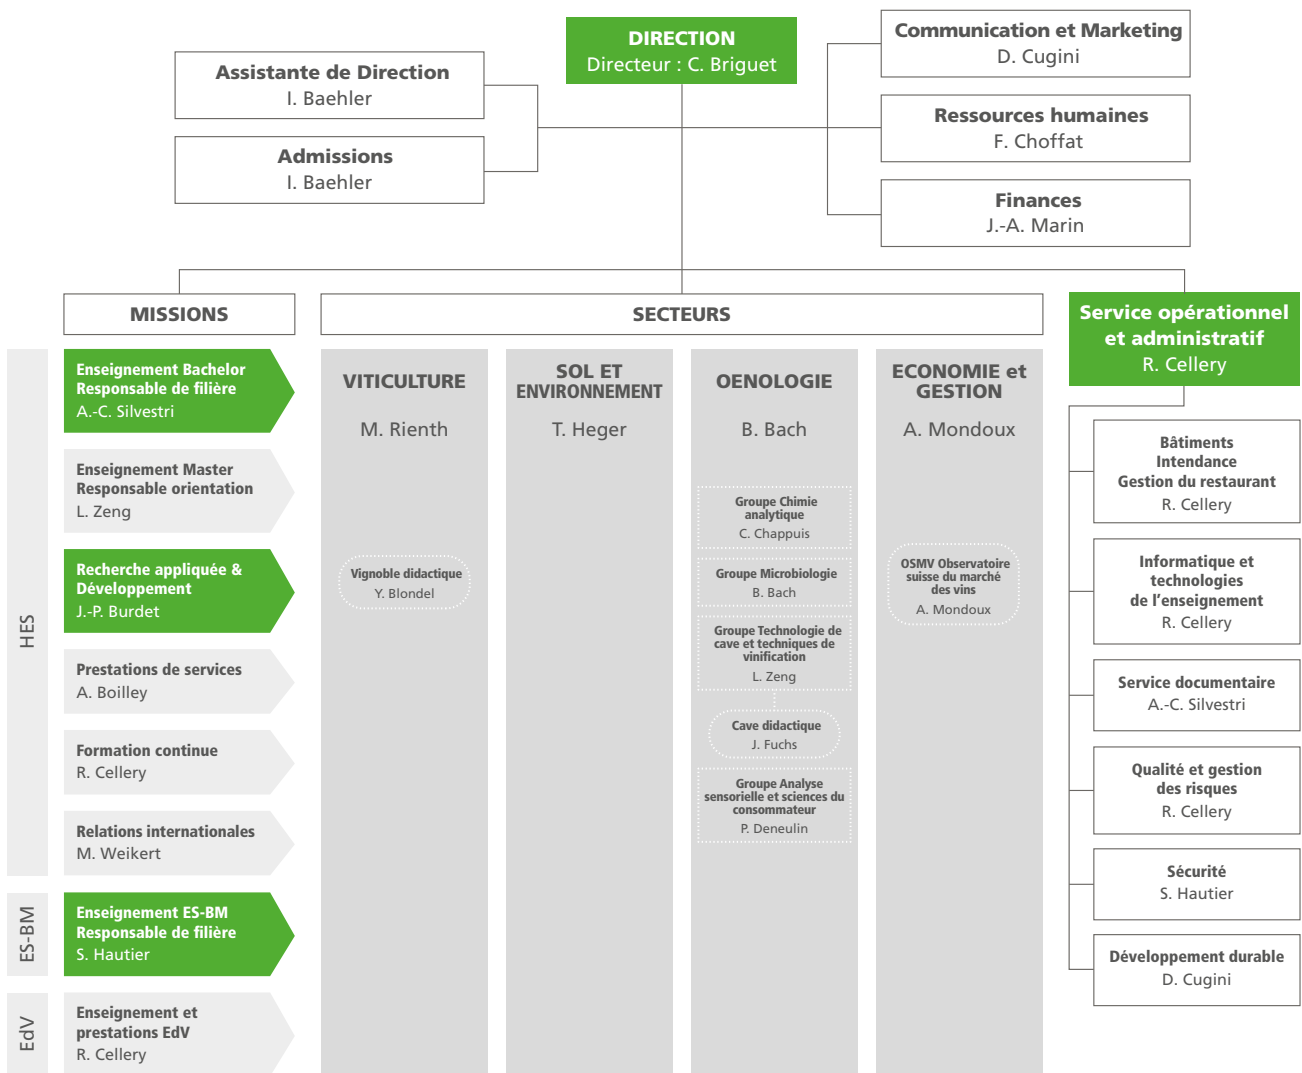 DIRECTION
Directeur : C. Briguet
Assistante de Direction
I. Baehler
Admissions
I. Baehler
Communication et Marketing
D. Cugini
Ressources humaines
F. Choffat
Finances
J.-A. Marin
MISSIONS
SECTEURS
Service opérationnel
et administratif
R. Cellery
HES
Enseignement Bachelor
Responsable de filière
A.-C. Silvestri
Enseignement Master
Responsable orientation
L. Zeng
Recherche appliquée &
Développement
J.-P. Burdet
Prestations de services
A. Boilley
Formation continue
R. Cellery
Relations internationales
M. Weikert
ES-BM
Enseignement ES-BM
Responsable de filière
S. Hautier
EdV
Enseignement et
prestations EdV
R. Cellery
VITICULTURE
M. Rienth
Vignoble didactique
Y. Blondel
SOL ET
ENVIRONNEMENT
T. Heger
OENOLOGIE
B. Bach
Groupe Chimie
analytique
C. Chappuis
Groupe Microbiologie
B. Bach
Groupe Technologie de
cave et techniques de
vinification
L. Zeng
Cave didactique
J. Fuchs
Groupe Analyse
sensorielle et sciences du
consommateur
P. Deneulin
ECONOMIE et
GESTION
A. Mondoux
OSMV Observatoire
suisse du marché
des vins
A. Mondoux
Bâtiments
Intendance
Gestion du restaurant
R. Cellery
Informatique et
technologies
de l'enseignement
R. Cellery
Service documentaire
A.-C. Silvestri
Qualité et gestion
des risques
R. Cellery
Sécurité
S. Hautier
Développement durable
D. Cugini